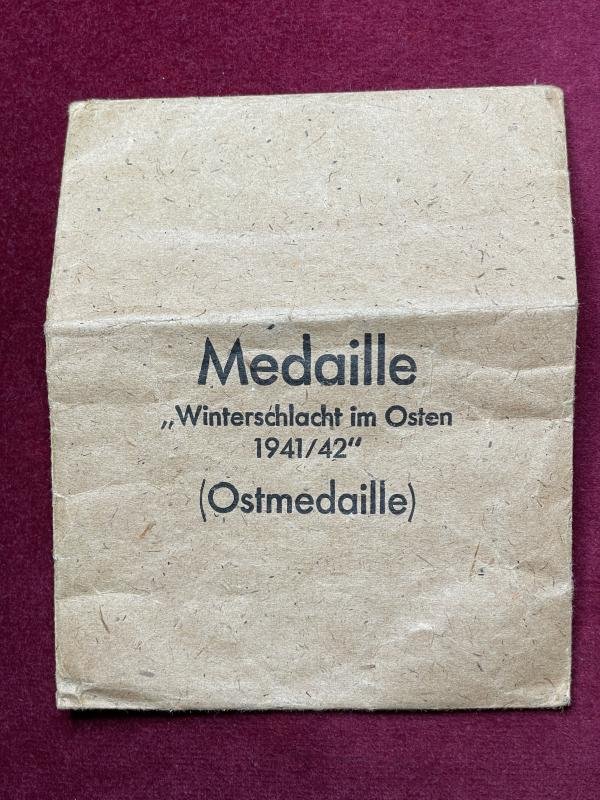 Medaille
„Winterschlacht im Osten
1941/42“
(Ostmedaille)